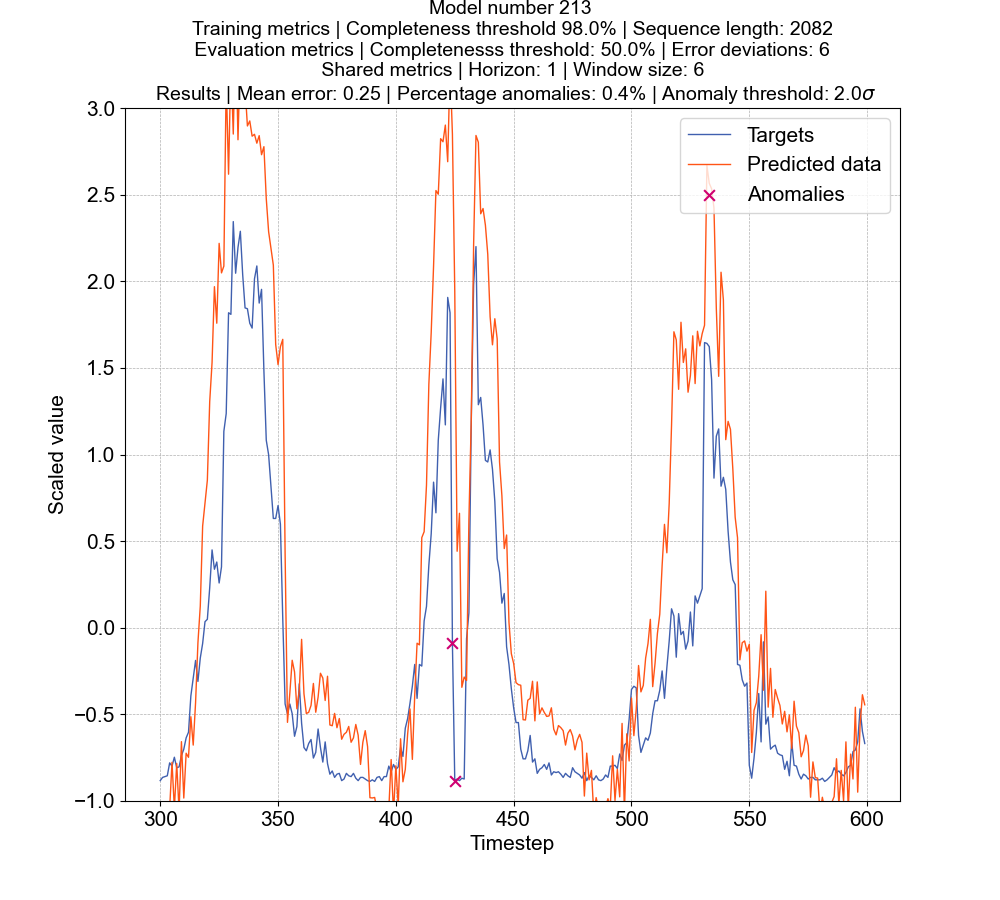 Model number 213
Training metrics | Completeness threshold 98.0% | Sequence length: 2082
Evaluation metrics | Completenesss threshold: 50.0% | Error deviations: 6
Shared metrics | Horizon: 1 | Window size: 6
Results | Mean error: 0.25 | Percentage anomalies: 0.4% | Anomaly threshold: 2.0σ
Targets
Predicted data
Anomalies
Scaled value
3.0
2.5
2.0
1.5
1.0
0.5
0.0
−0.5
−1.0
300 350 400 450 500 550 600
Timestep